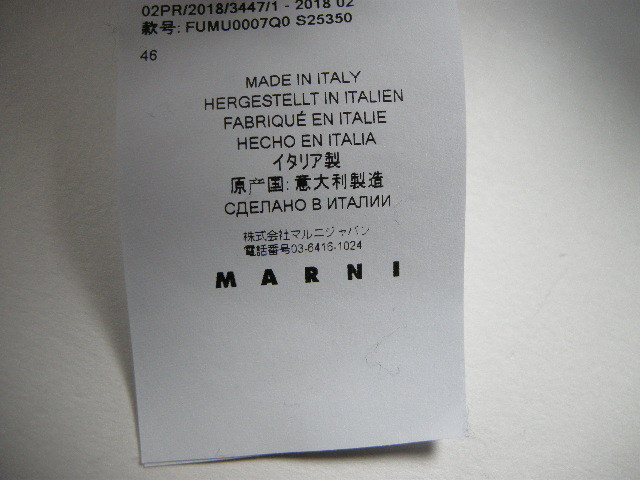 02PR/2018/3447/1 - 2018 02
款号: FUMU0007Q0 S25350
46
MADE IN ITALY
HERGESTELLT IN ITALIEN
FABRIQUÉ EN ITALIE
HECHO EN ITALIA
イタリア製
原产国: 意大利製造
СДЕЛАНО В ИТАЛИИ
株式会社マルニジャパン
電話番号03-6416-1024
MARNI